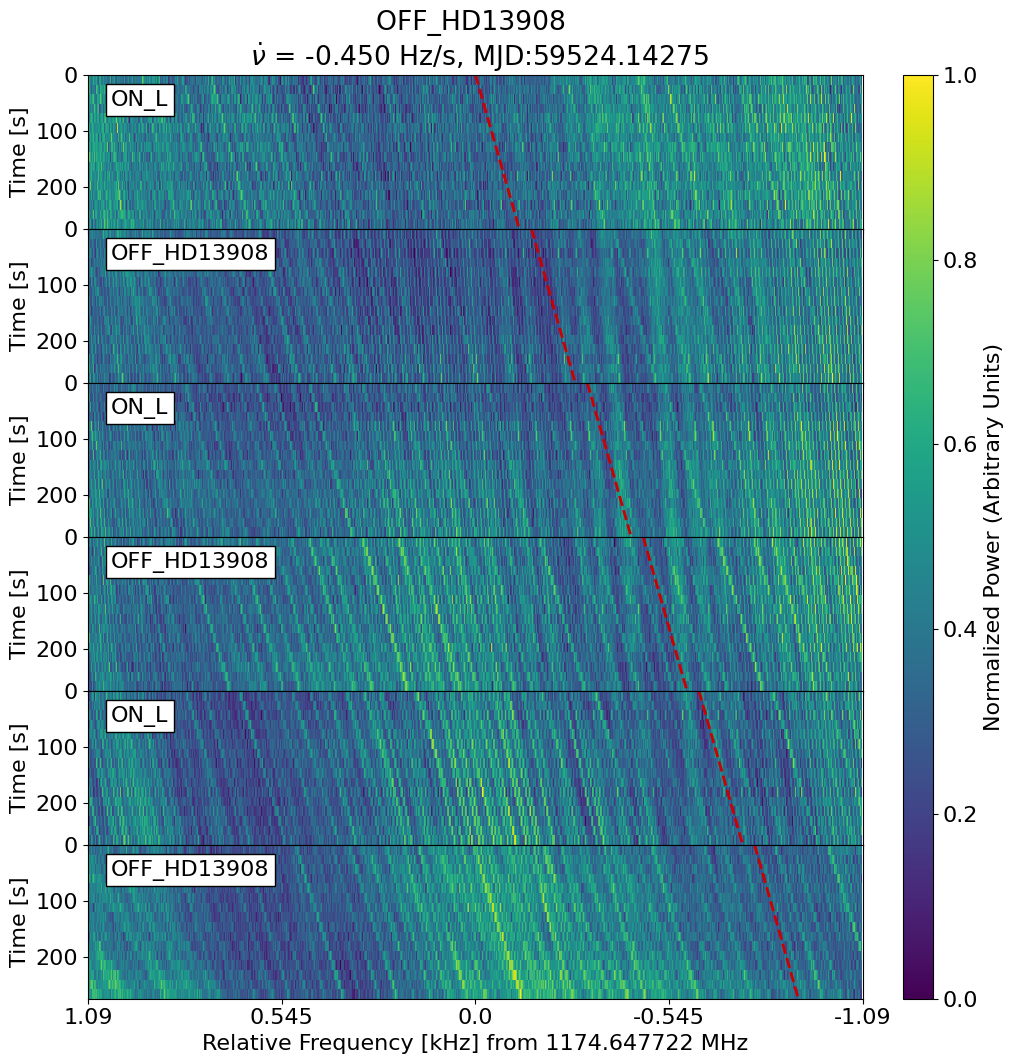 OFF_HD13908
ν̇ = -0.450 Hz/s, MJD:59524.14275
0
100
200
Time [s]
ON_L
0
100
200
Time [s]
OFF_HD13908
0
100
200
Time [s]
ON_L
0
100
200
Time [s]
OFF_HD13908
0
100
200
Time [s]
ON_L
0
100
200
Time [s]
OFF_HD13908
1.09 0.545 0.0 -0.545 -1.09
Relative Frequency [kHz] from 1174.647722 MHz
1.0
0.8
0.6
0.4
0.2
0.0
Normalized Power (Arbitrary Units)